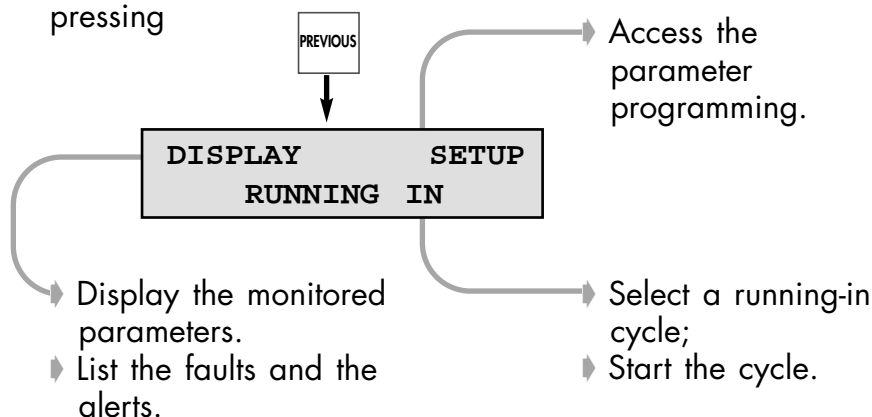 pressing
PREVIOUS
Access the
parameter
programming.
DISPLAY SETUP
RUNNING IN
Display the monitored
parameters.
List the faults and the
alerts.
Select a running-in
cycle;
Start the cycle.